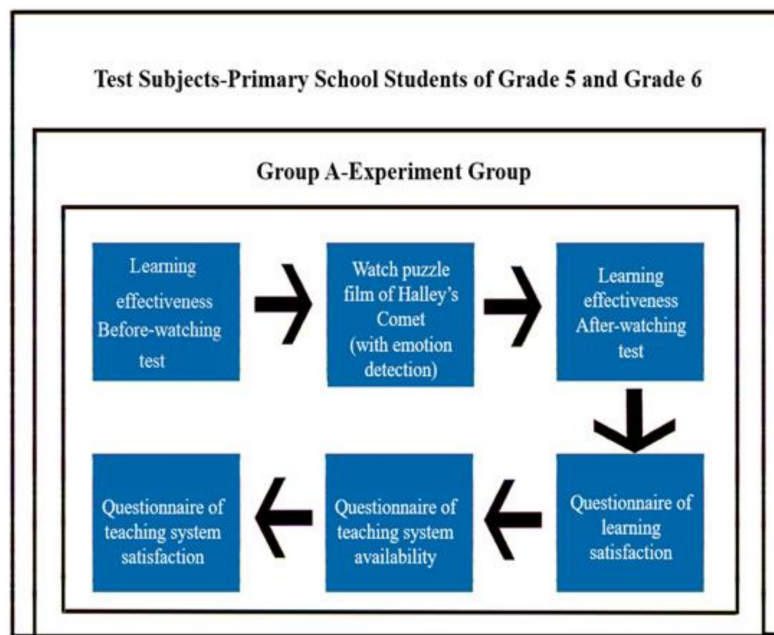 Test Subjects-Primary School Students of Grade 5 and Grade 6
Group A-Experiment Group
Learning
effectiveness
Before-watching
test
Watch puzzle
film of Halley's
Comet
(with emotion
detection)
Learning
effectiveness
After-watching
test
Questionnaire of
learning
satisfaction
Questionnaire of
teaching system
availability
Questionnaire of
teaching system
satisfaction